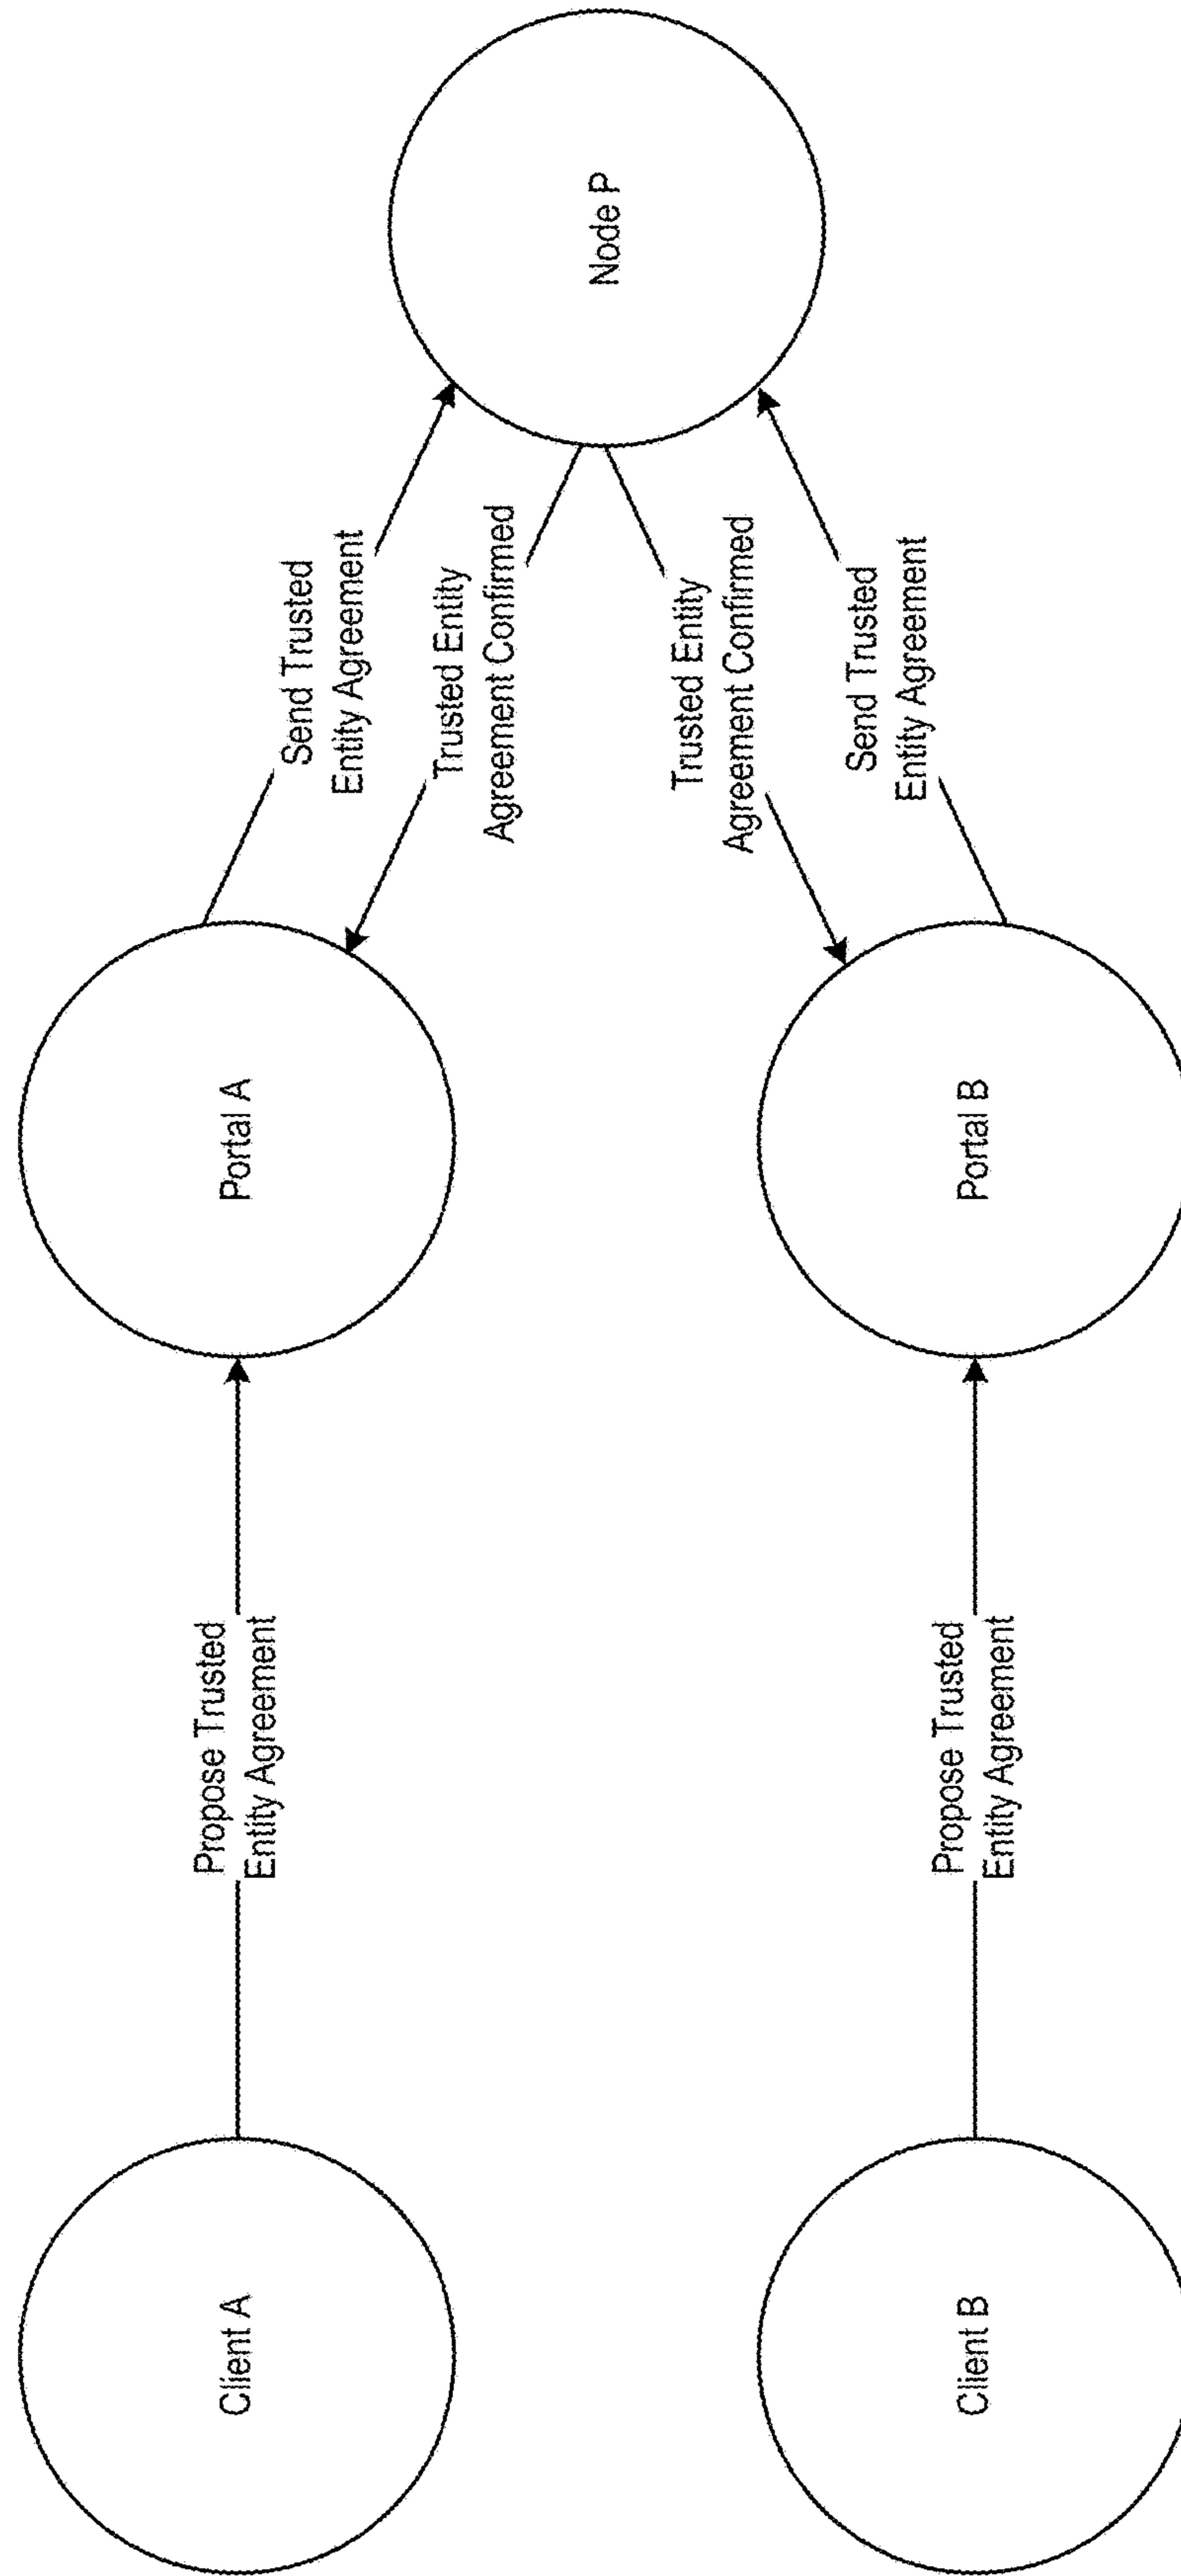 Client A
Propose Trusted
Entity Agreement
Portal A
Send Trusted
Entity Agreement
Trusted Entity
Agreement Confirmed
Node P
Trusted Entity
Agreement Confirmed
Send Trusted
Entity Agreement
Client B
Propose Trusted
Entity Agreement
Portal B